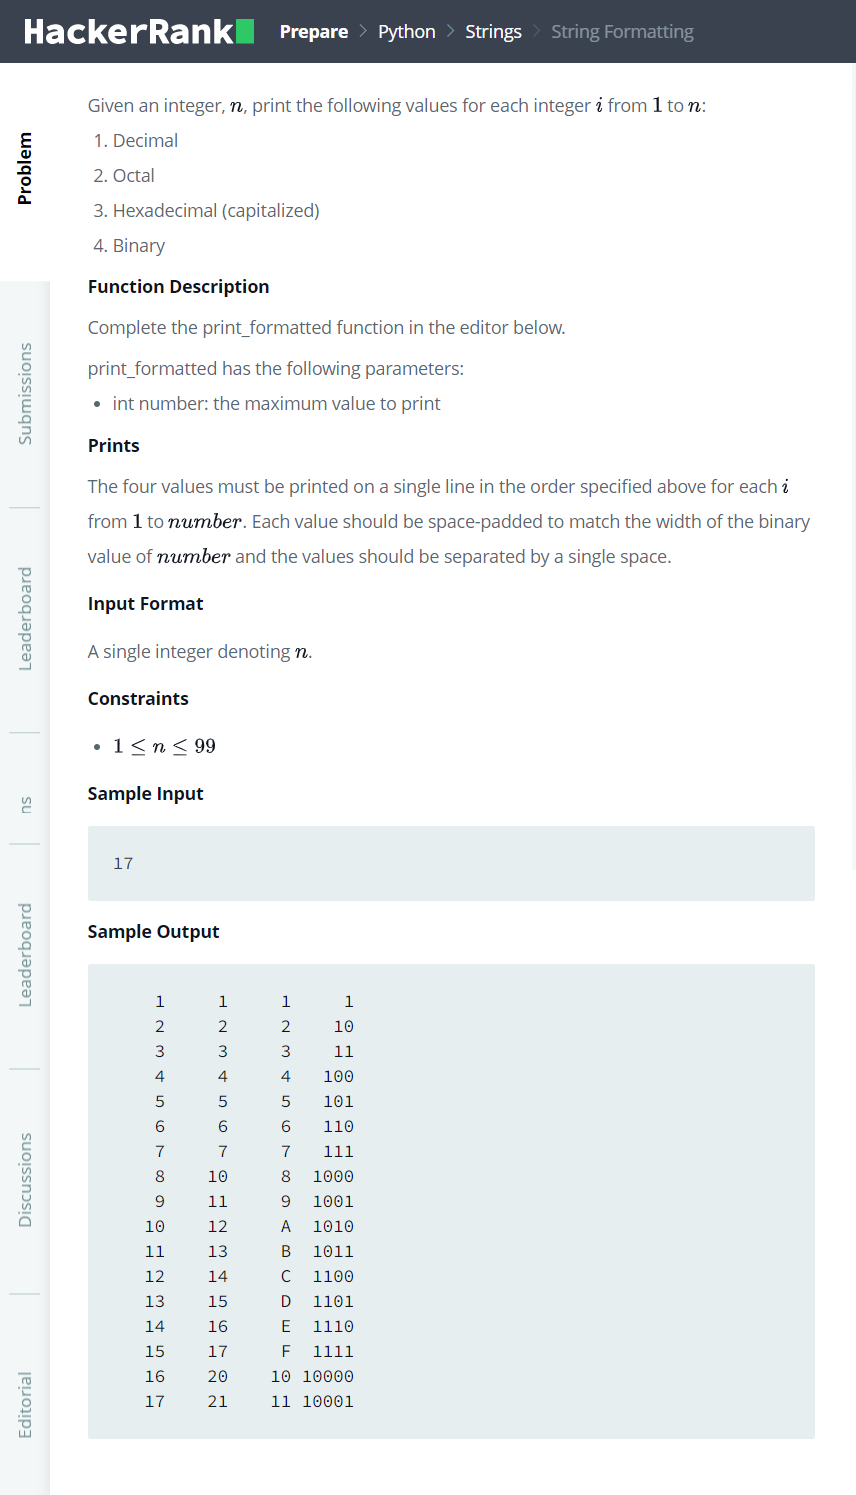 HackerRank Prepare > Python > Strings > String Formatting
Problem
Submissions
Leaderboard
ns
Leaderboard
Discussions
Editorial
Given an integer, n, print the following values for each integer i from 1 to n:
1. Decimal
2. Octal
3. Hexadecimal (capitalized)
4. Binary
Function Description
Complete the print_formatted function in the editor below.
print_formatted has the following parameters:
• int number: the maximum value to print
Prints
The four values must be printed on a single line in the order specified above for each i
from 1 to number. Each value should be space-padded to match the width of the binary
value of number and the values should be separated by a single space.
Input Format
A single integer denoting n.
Constraints
• 1 ≤ n ≤ 99
Sample Input
17
Sample Output
    1     1     1     1
    2     2     2    10
    3     3     3    11
    4     4     4   100
    5     5     5   101
    6     6     6   110
    7     7     7   111
    8    10     8  1000
    9    11     9  1001
   10    12     A  1010
   11    13     B  1011
   12    14     C  1100
   13    15     D  1101
   14    16     E  1110
   15    17     F  1111
   16    20    10 10000
   17    21    11 10001